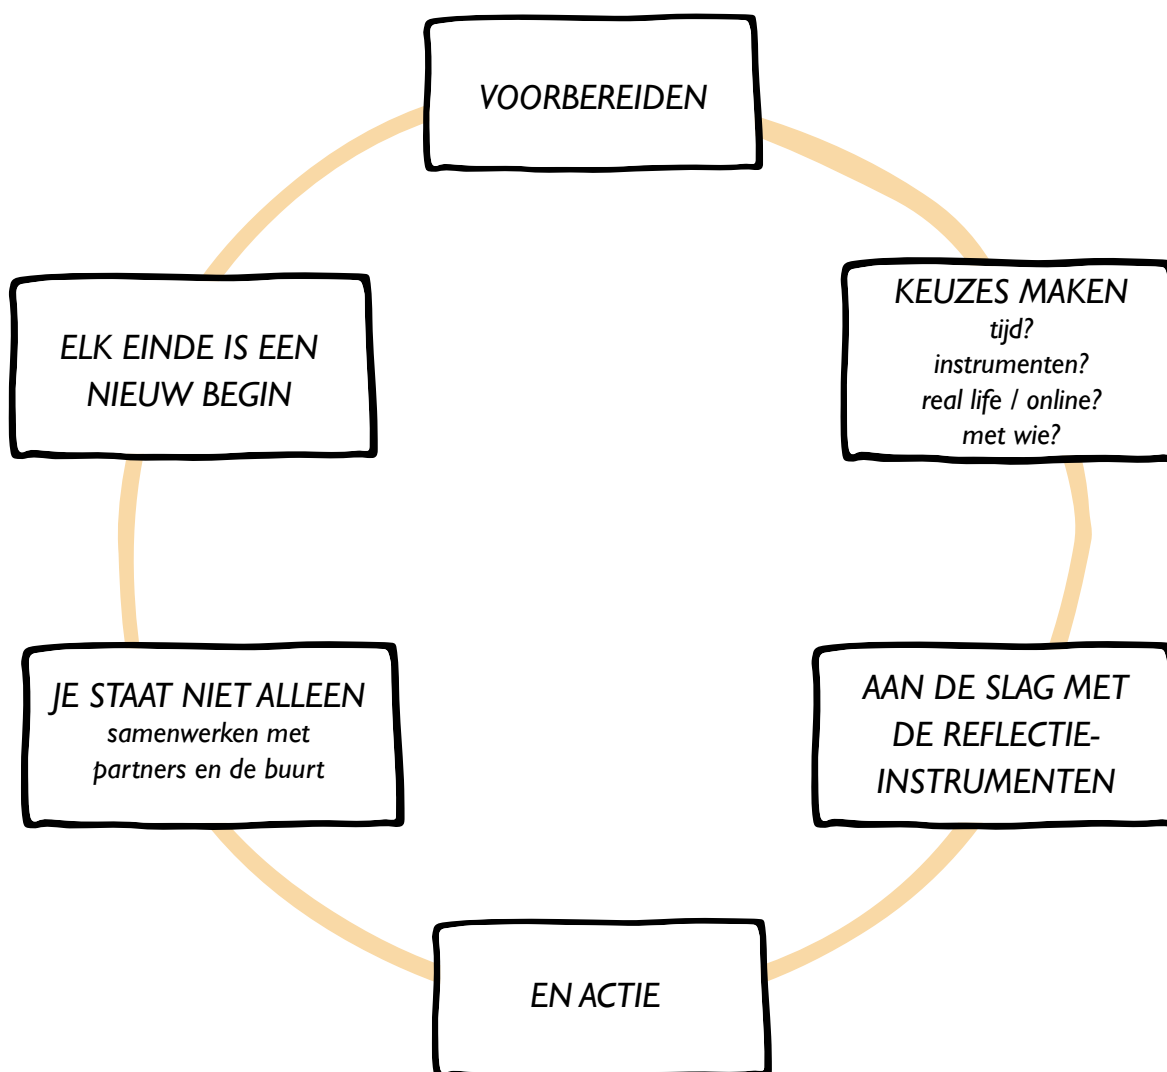 VOORBEREIDEN
KEUZES MAKEN
tijd?
instrumenten?
real life / online?
met wie?
AAN DE SLAG MET
DE REFLECTIE-
INSTRUMENTEN
EN ACTIE
JE STAAT NIET ALLEEN
samenwerken met
partners en de buurt
ELK EINDE IS EEN
NIEUW BEGIN